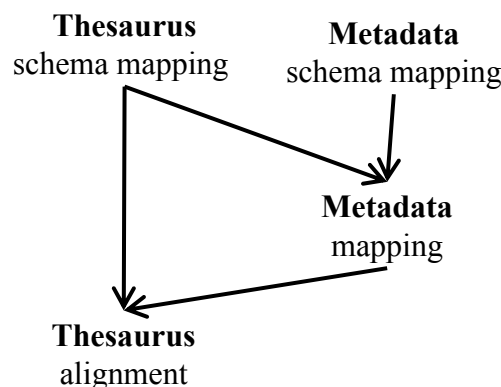 Thesaurus
schema mapping
Metadata
schema mapping
Metadata
mapping
Thesaurus
alignment